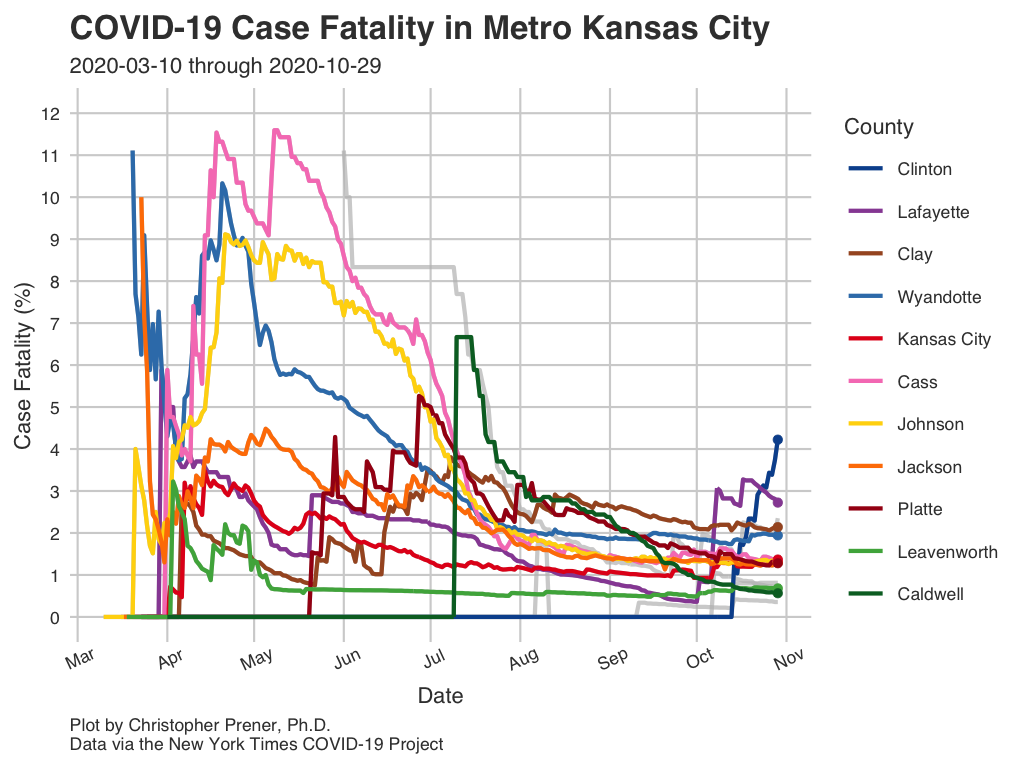 COVID-19 Case Fatality in Metro Kansas City
2020-03-10 through 2020-10-29
12
11
10
9
8
7
6
5
4
3
2
1
0
Case Fatality (%)
Mar
Apr
May
Jun
Jul
Aug
Sep
Oct
Nov
Date
County
Clinton
Lafayette
Clay
Wyandotte
Kansas City
Cass
Johnson
Jackson
Platte
Leavenworth
Caldwell
Plot by Christopher Prener, Ph.D.
Data via the New York Times COVID-19 Project